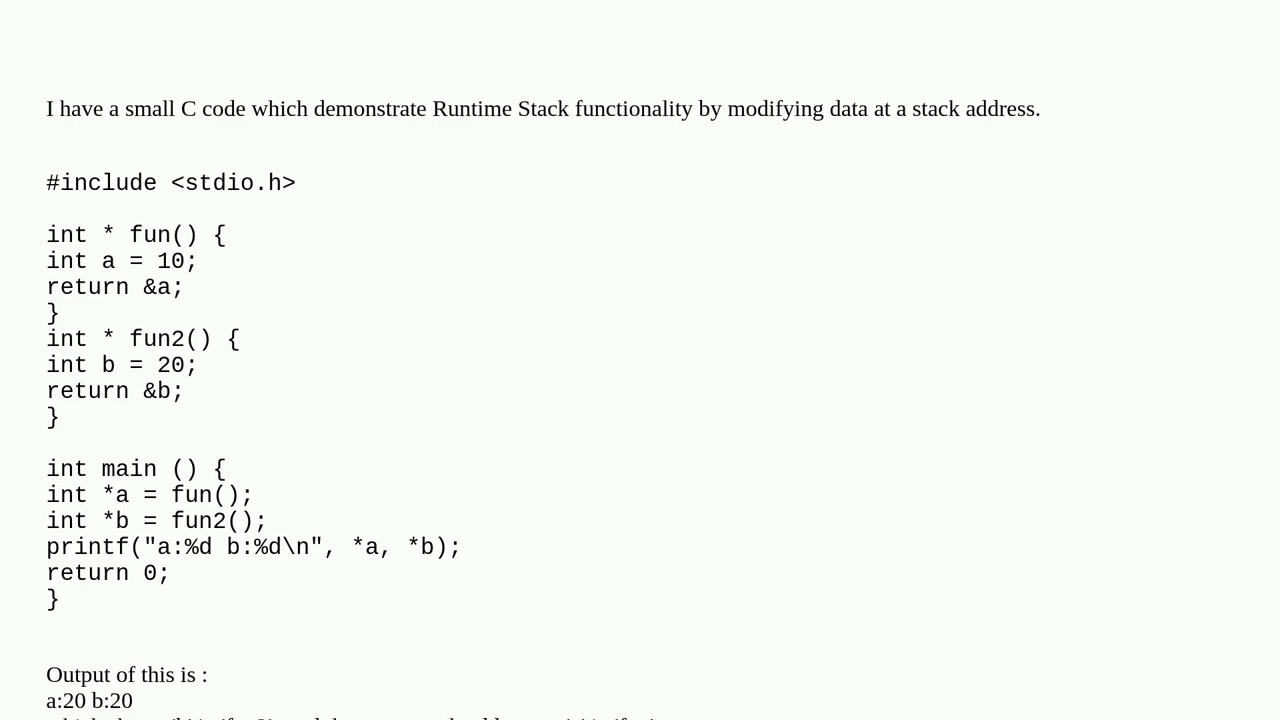 I have a small C code which demonstrate Runtime Stack functionality by modifying data at a stack address.
#include <stdio.h>
int * fun() {
int a = 10;
return &a;
}
int * fun2() {
int b = 20;
return &b;
}
int main () {
int *a = fun();
int *b = fun2();
printf("a:%d b:%d\n", *a, *b);
return 0;
}
Output of this is :
a:20 b:20